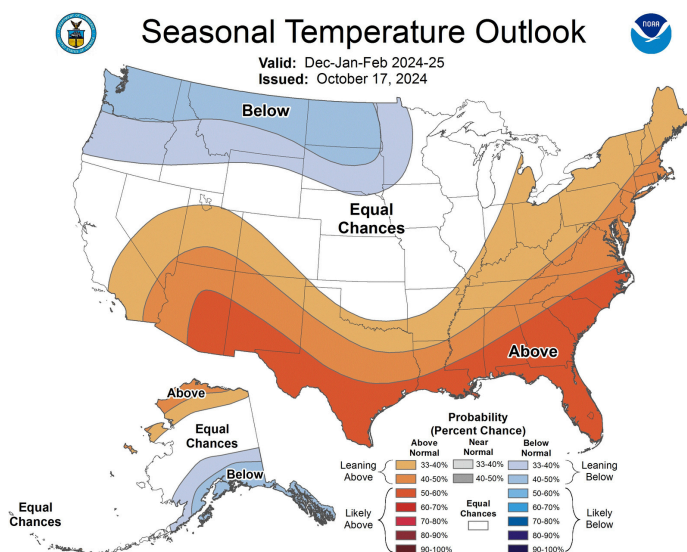 Seasonal Temperature Outlook
NOAA
Valid: Dec-Jan-Feb 2024-25
Issued: October 17, 2024
Below
Equal
Chances
Above
Above
Equal
Chances
Below
Equal
Chances
Probability
(Percent Chance)
Above
Normal
Near
Normal
Below
Normal
Leaning
Above
33-40%
33-40%
33-40%
Leaning
Below
40-50%
40-50%
40-50%
Likely
Above
50-60%
60-70%
70-80%
80-90%
90-100%
Equal
Chances
50-60%
60-70%
70-80%
80-90%
90-100%
Likely
Below